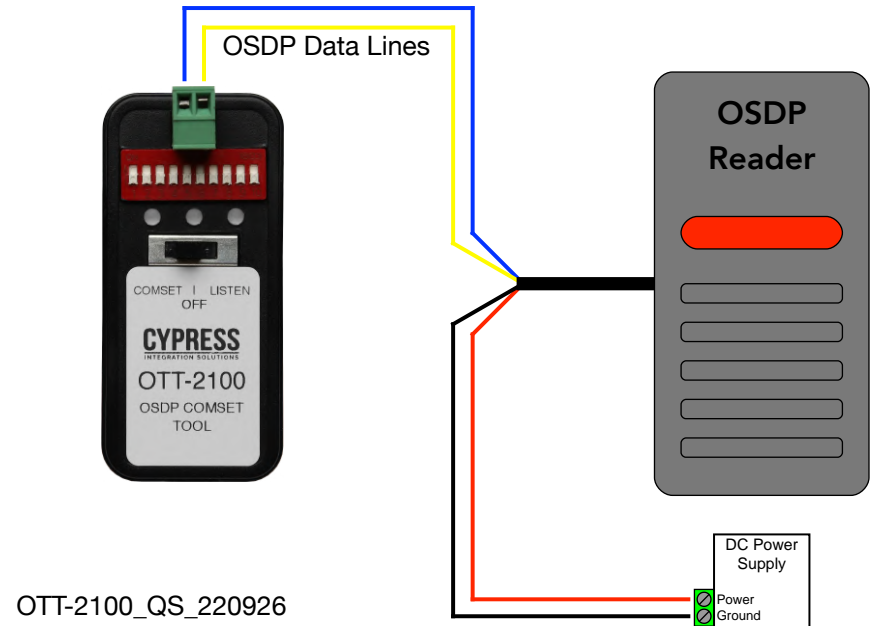 OSDP Data Lines
OSDP
Reader
COMSET | LISTEN
OFF
CYPRESS
INTEGRATION SOLUTIONS
OTT-2100
OSDP COMSET
TOOL
DC Power
Supply
Power
Ground
OTT-2100_QS_220926